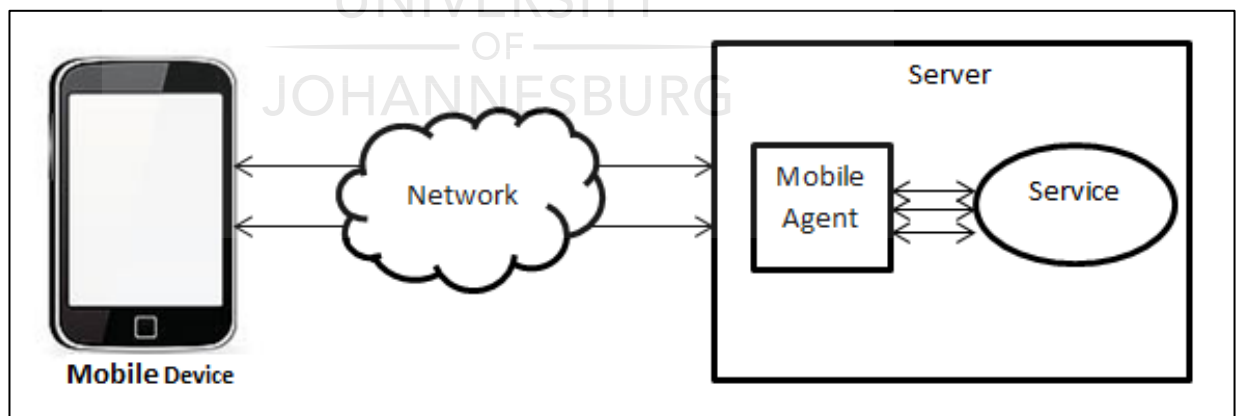 UNIVERSITY
OF
JOHANNESBURG
Server
Network
Mobile
Agent
Service
Mobile Device